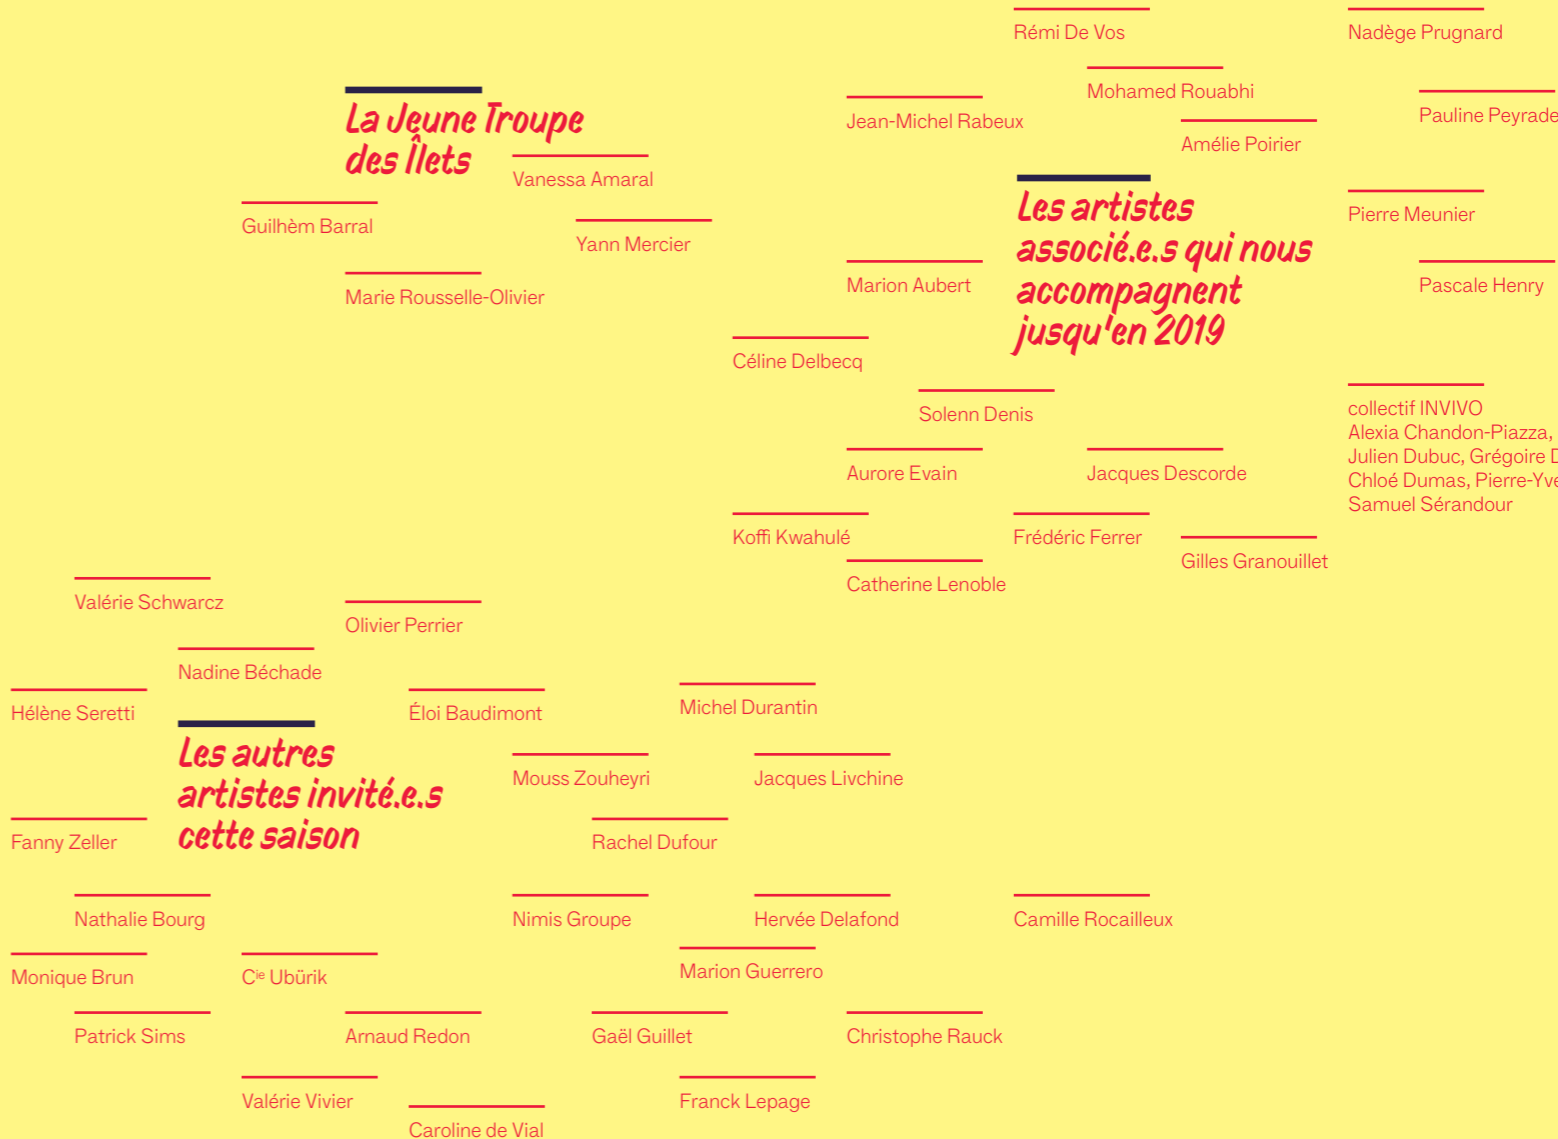 La Jeune Troupe
des Îlets
Vanessa Amaral
Guilhèm Barral
Yann Mercier
Marie Rousselle-Olivier
Les artistes
associé.e.s qui nous
accompagnent
jusqu'en 2019
Rémi De Vos
Nadège Prugnard
Mohamed Rouabhi
Jean-Michel Rabeux
Pauline
Amélie Poirier
Pierre Meunier
Marion Aubert
Pascale Henry
Céline Delbecq
Solenn Denis
Aurore Evain
Jacques Descorde
collectif INVIVO
Alexia Chandon-Piazza,
Julien Dubuc, Grégoire
Chloé Dumas,
Samuel Sérandour
Koffi Kwahulé
Frédéric Ferrer
Gilles Granouillet
Catherine Lenoble
Les autres
artistes invité.e.s
cette saison
Valérie Schwarcz
Olivier Perrier
Nadine Béchade
Hélène Seretti
Éloi Baudimont
Michel Durantin
Mouss Zouheyri
Jacques Livchine
Fanny Zeller
Rachel Dufour
Nathalie Bourg
Nimis Groupe
Hervée Delafond
Camille Rocailleux
Monique Brun
Cie Ubürik
Marion Guerrero
Patrick Sims
Arnaud Redon
Gaël Guillet
Christophe Rauck
Valérie Vivier
Franck Lepage
Caroline de Vial